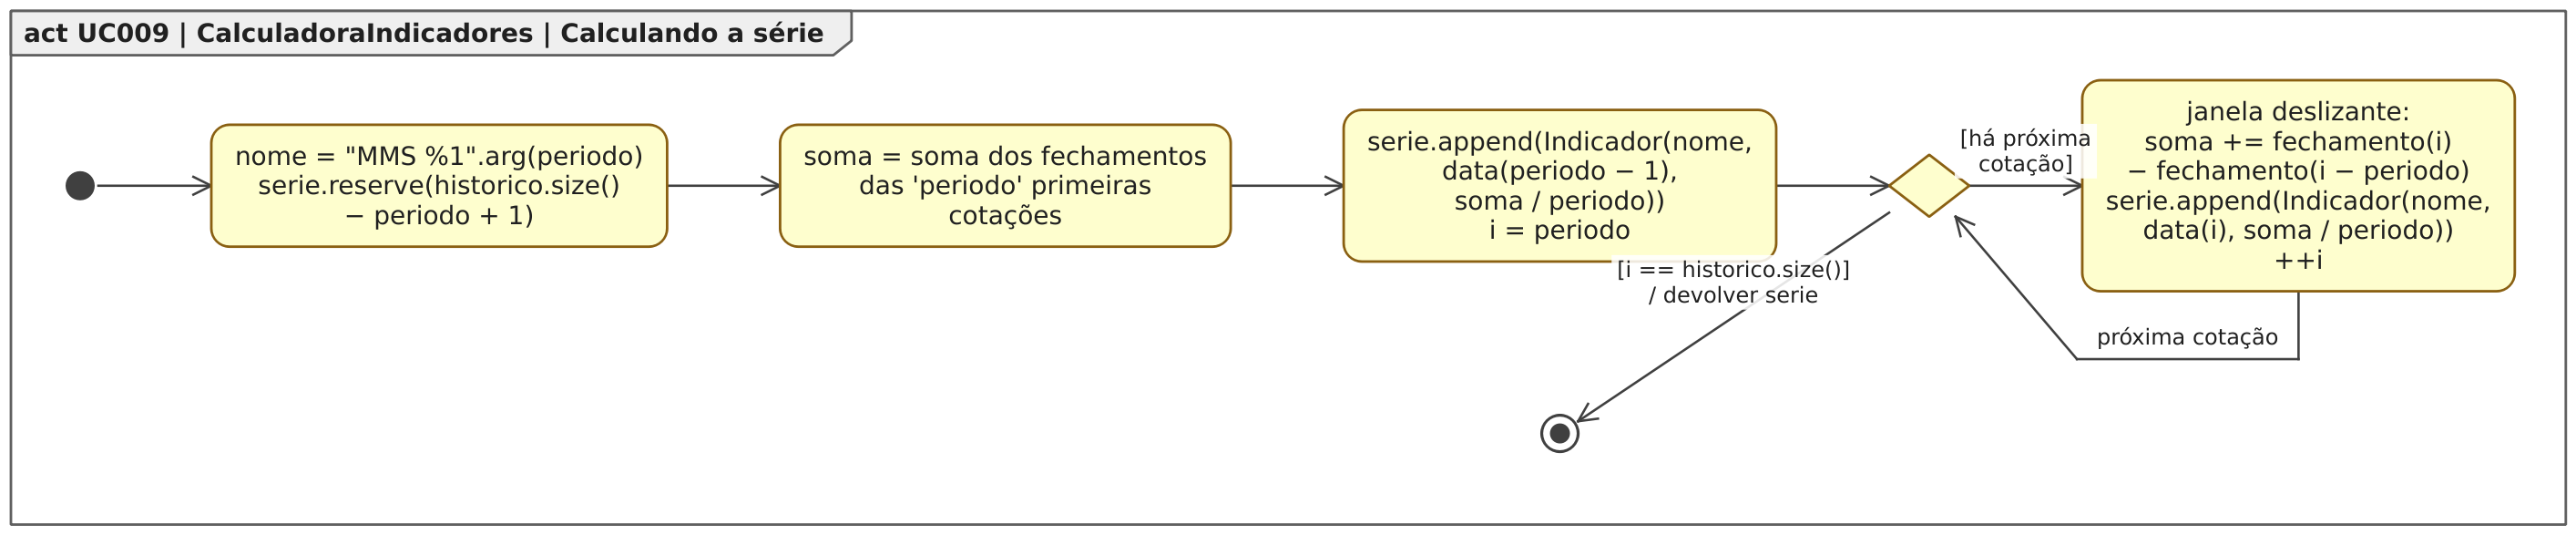 act UC009 | CalculadoraIndicadores | Calculando a série
nome = "MMS %1".arg(periodo)
serie.reserve(historico.size()
− periodo + 1)
soma = soma dos fechamentos
das 'periodo' primeiras
cotações
serie.append(Indicador(nome,
data(periodo − 1),
soma / periodo))
i = periodo
[há próxima
cotação]
janela deslizante:
soma += fechamento(i)
− fechamento(i − periodo)
serie.append(Indicador(nome,
data(i), soma / periodo))
++i
[i == historico.size()]
/ devolver serie
próxima cotação